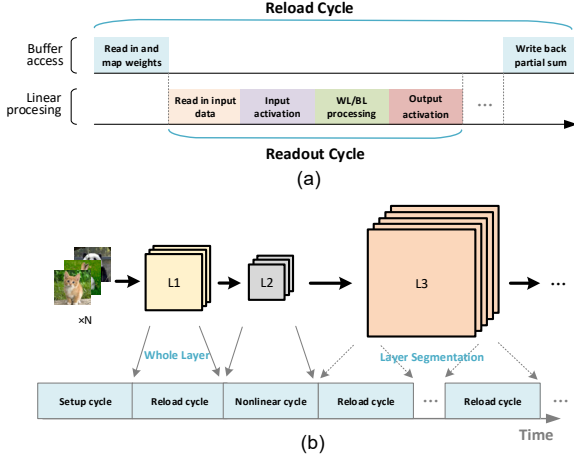 Reload Cycle
Buffer
access
Read in and
map weights
Write back
partial sum
Linear
procesing
Read in input
data
Input
activation
WL/BL
processing
Output
activation
...
Readout Cycle
(a)
L1
L2
L3
...
×N
Whole Layer
Layer Segmentation
Setup cycle
Reload cycle
Nonlinear cycle
Reload cycle
...
Reload cycle
...
Time
(b)